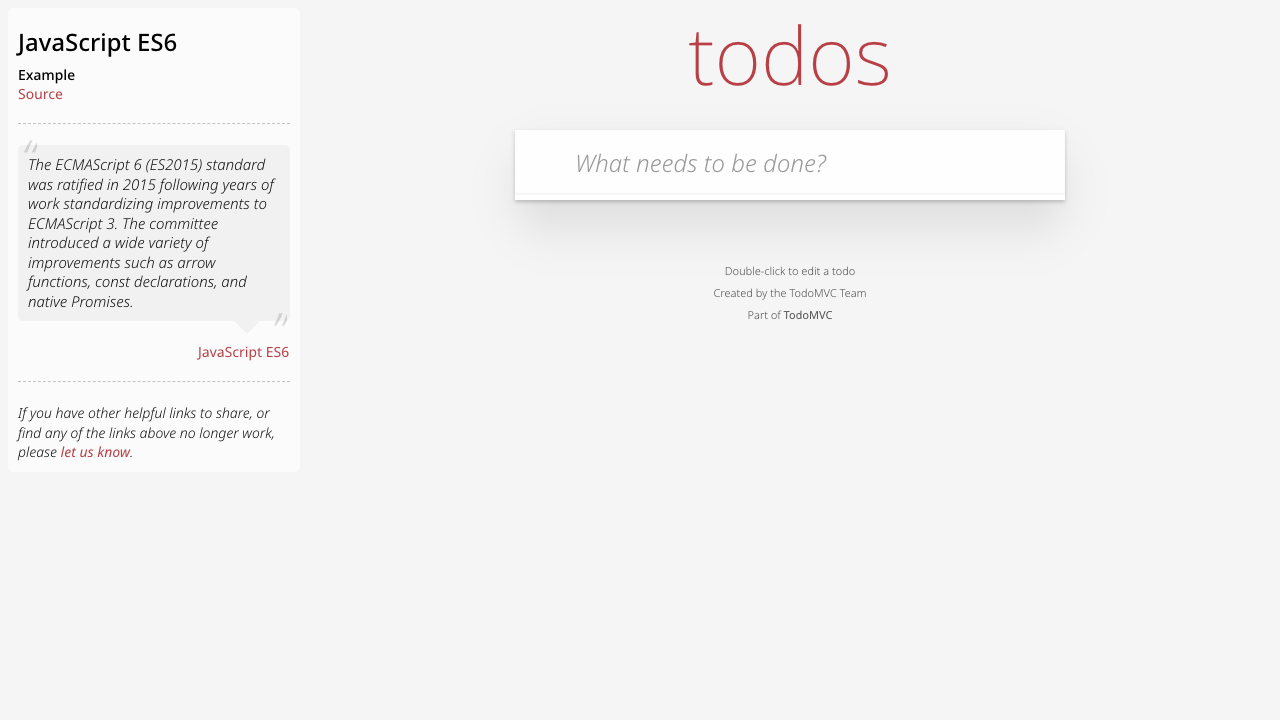 JavaScript ES6
Example
Source
"
The ECMAScript 6 (ES2015) standard
was ratified in 2015 following years of
work standardizing improvements to
ECMAScript 3. The committee
introduced a wide variety of
improvements such as arrow
functions, const declarations, and
native Promises.
"
JavaScript ES6
If you have other helpful links to share, or
find any of the links above no longer work,
please let us know.
todos
What needs to be done?
Double-click to edit a todo
Created by the TodoMVC Team
Part of TodoMVC